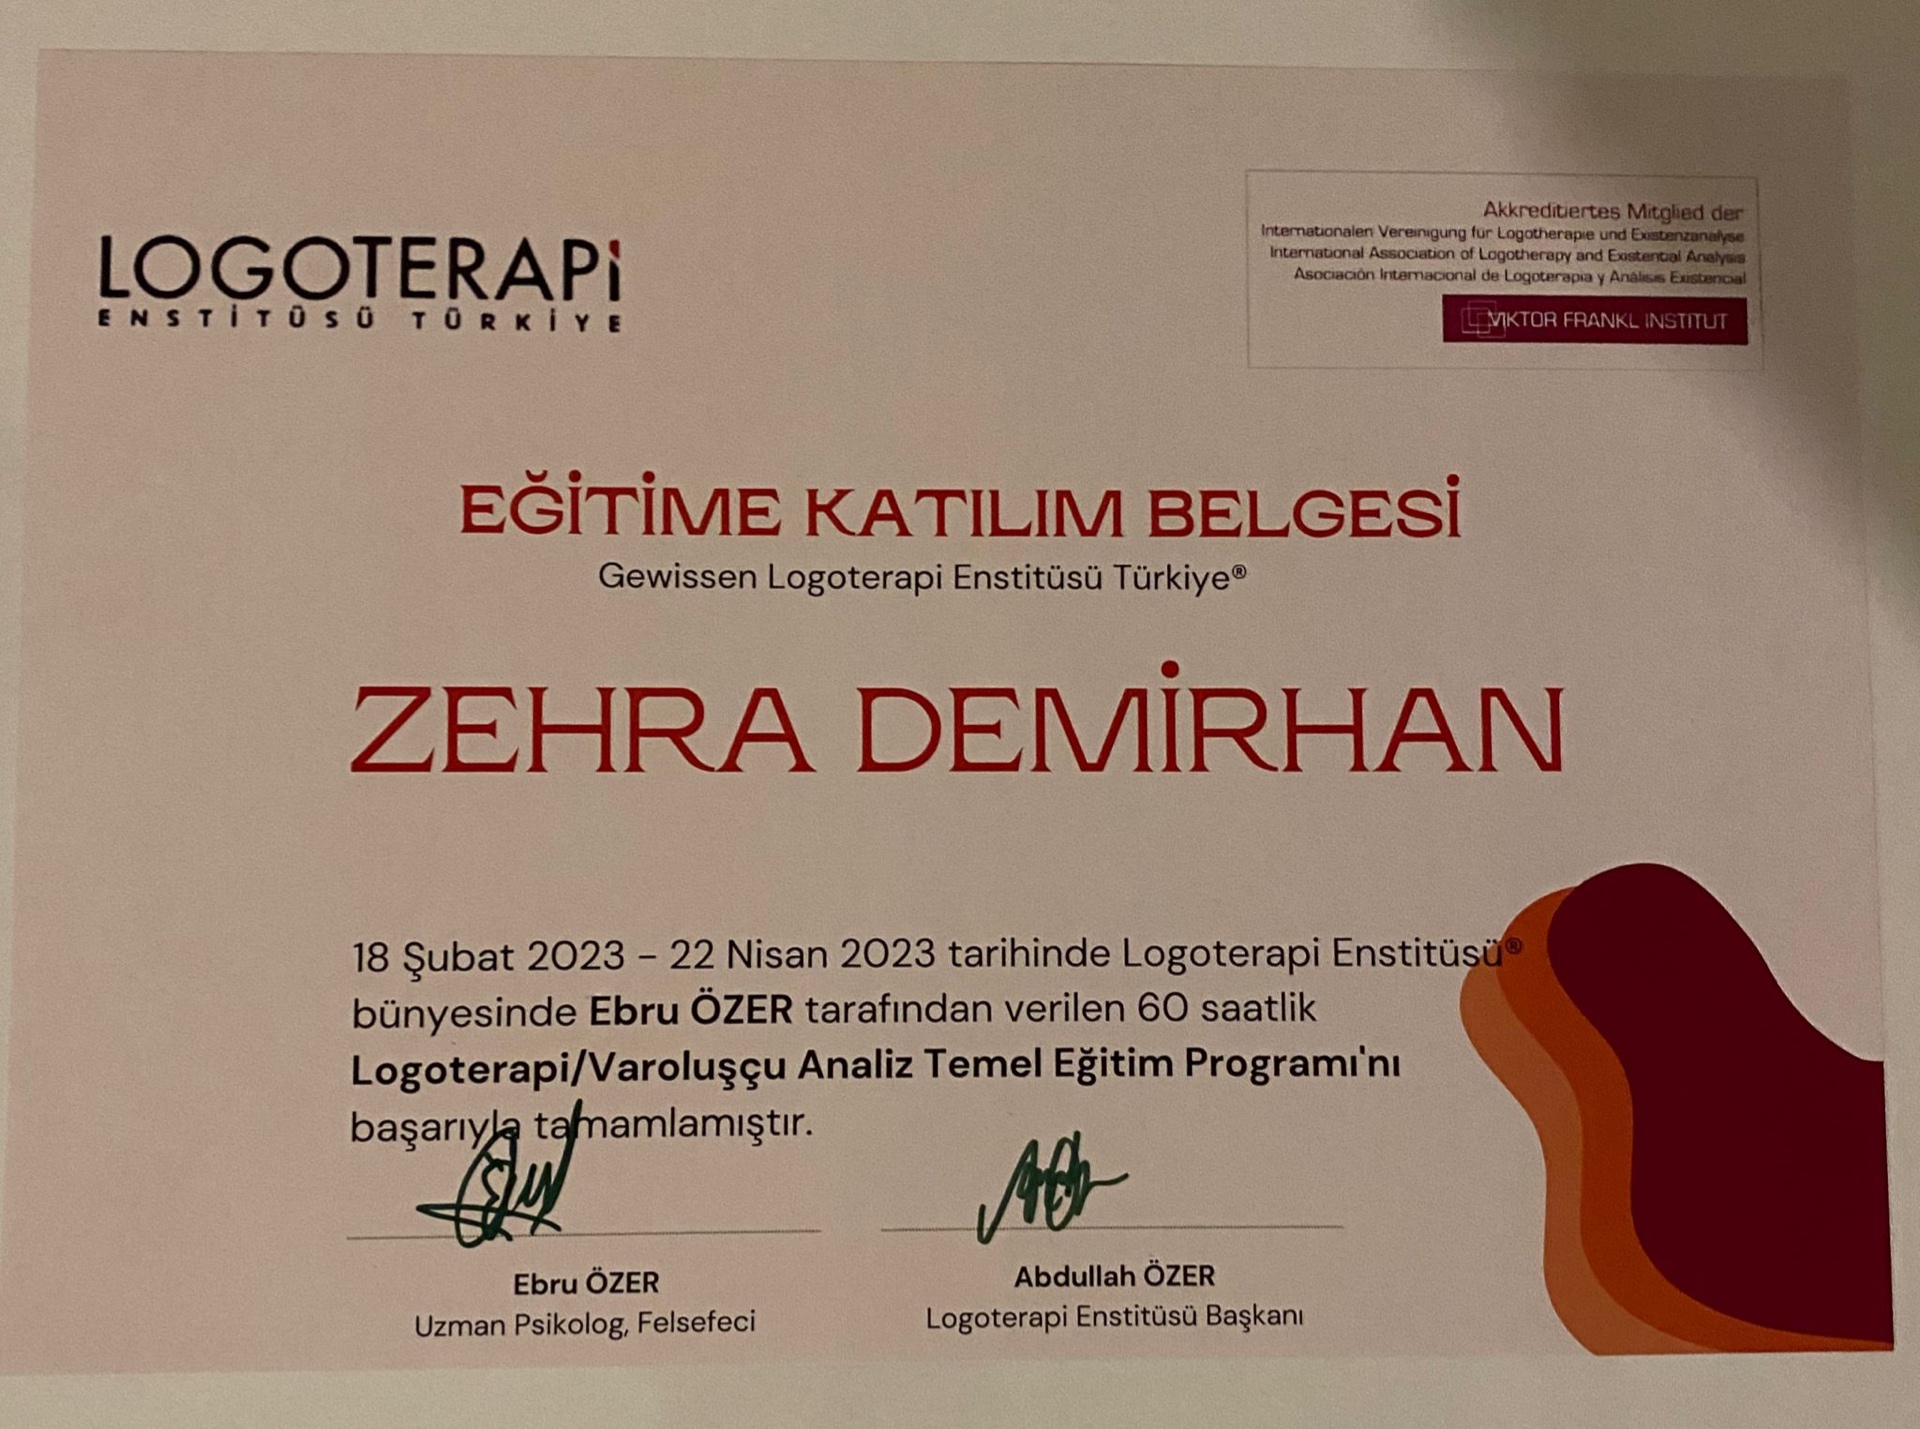 LOGOTERAPİ
ENSTİTÜSÜ TÜRKİYE
Akkreditiertes Mitglied der
Internationalen Vereinigung für Logotherapie und Existenzanalyse
International Association of Logotherapy and Existential Analysis
Asociación Internacional de Logoterapia y Análisis Existencial
VIKTOR FRANKL INSTITUT
EĞİTİME KATILIM BELGESİ
Gewissen Logoterapi Enstitüsü Türkiye®
ZEHRA DEMİRHAN
18 Şubat 2023 – 22 Nisan 2023 tarihinde Logoterapi Enstitüsü®
bünyesinde Ebru ÖZER tarafından verilen 60 saatlik
Logoterapi/Varoluşçu Analiz Temel Eğitim Programı'nı
başarıyla tamamlamıştır.
Ebru ÖZER
Uzman Psikolog, Felsefeci
Abdullah ÖZER
Logoterapi Enstitüsü Başkanı